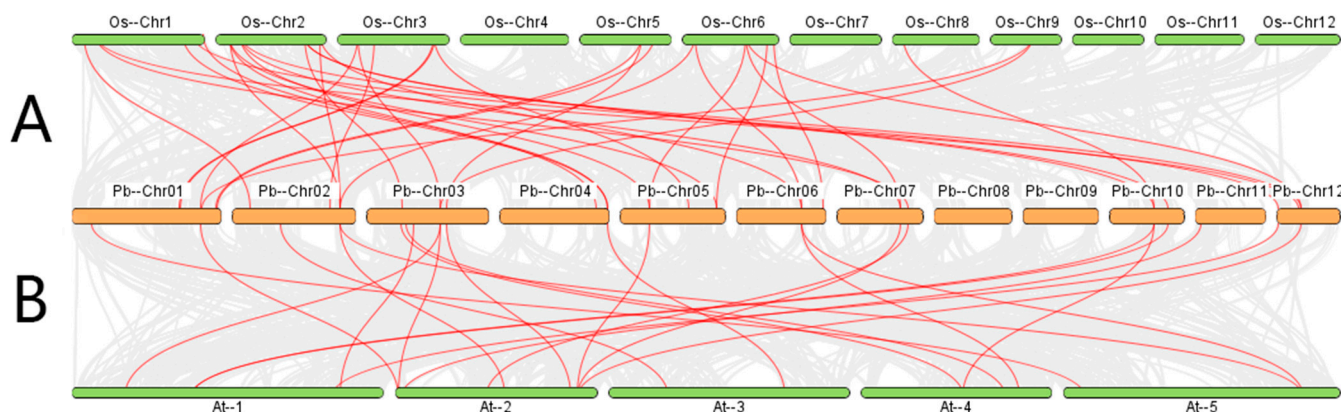 Os--Chr1 Os--Chr2 Os--Chr3 Os--Chr4 Os--Chr5 Os--Chr6 Os--Chr7 Os--Chr8 Os--Chr9 Os--Chr10 Os--Chr11 Os--Chr12
A
Pb--Chr01 Pb--Chr02 Pb--Chr03 Pb--Chr04 Pb--Chr05 Pb--Chr06 Pb--Chr07 Pb--Chr08 Pb--Chr09 Pb--Chr10 Pb--Chr11 Pb--Chr12
B
At--1 At--2 At--3 At--4 At--5